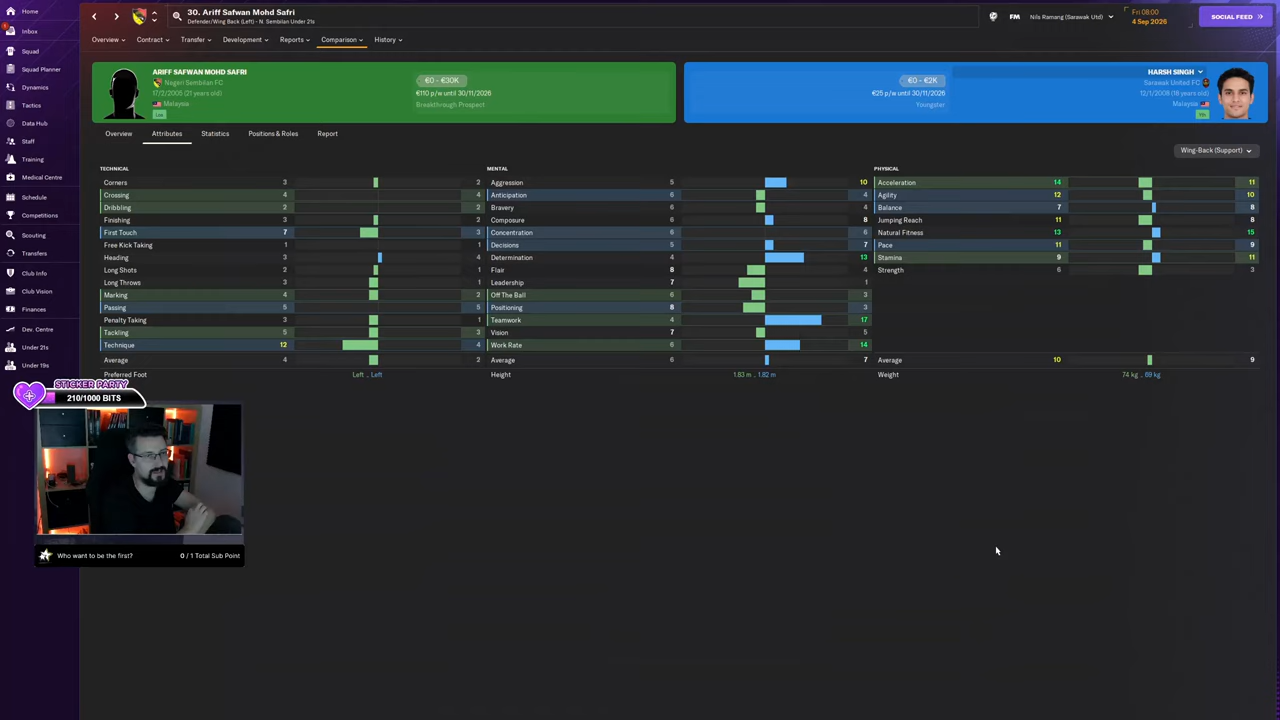 Home
Inbox
Squad
Squad Planner
Dynamics
Tactics
Data Hub
Staff
Training
Medical Centre
Schedule
Competitions
Scouting
Transfers
Club Info
Club Vision
Finances
Dev. Centre
Under 21s
Under 19s
30. Ariff Safwan Mohd Safri
Defender/Wing Back (Left) - N. Sembilan Under 21s
FM
Nils Ramang (Sarawak Utd)
Fri 08:00
4 Sep 2026
SOCIAL FEED
Overview Contract Transfer Development Reports Comparison History
ARIFF SAFWAN MOHD SAFRI
Negeri Sembilan FC
17/2/2005 (21 years old)
Malaysia
€0 - €30K
€110 p/w until 30/11/2026
Breakthrough Prospect
€0 - €2K
€25 p/w until 30/11/2026
Youngster
HARSH SINGH
Sarawak United FC
12/1/2008 (18 years old)
Malaysia
Overview Attributes Statistics Positions & Roles Report
Wing-Back (Support)
TECHNICAL
Corners 3 2
Crossing 4 4
Dribbling 2 2
Finishing 3 2
First Touch 7 3
Free Kick Taking 1 1
Heading 3 4
Long Shots 2 1
Long Throws 3 1
Marking 4 2
Passing 5 5
Penalty Taking 3 1
Tackling 5 3
Technique 12 4
Average 4 2
Preferred Foot Left . Left
MENTAL
Aggression 5 10
Anticipation 6 4
Bravery 6 4
Composure 6 8
Concentration 6 6
Decisions 5 7
Determination 4 13
Flair 8 4
Leadership 7 1
Off The Ball 6 3
Positioning 8 3
Teamwork 4 17
Vision 7 5
Work Rate 6 14
Average 6 7
Height 1.83 m . 1.82 m
PHYSICAL
Acceleration 14 11
Agility 12 10
Balance 7 8
Jumping Reach 11 8
Natural Fitness 13 15
Pace 11 9
Stamina 9 11
Strength 6 3
Average 10 9
Weight 74 kg . 69 kg
STICKER PARTY
210/1000 BITS
Who want to be the first? 0 / 1 Total Sub Point